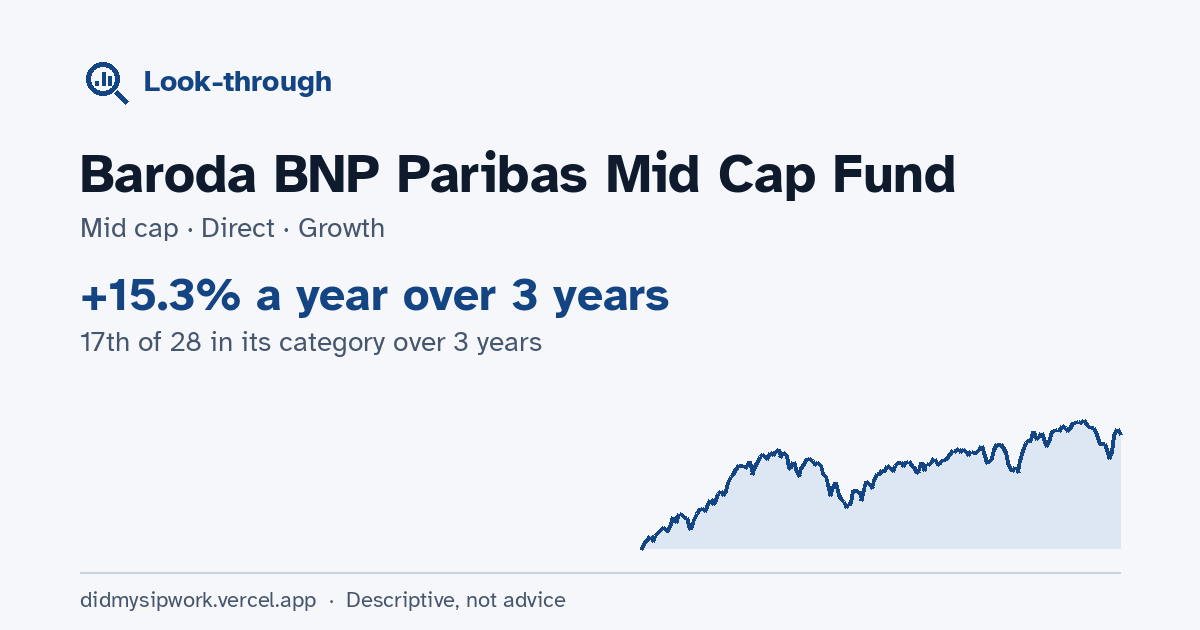 Look-through
Baroda BNP Paribas Mid Cap Fund
Mid cap · Direct · Growth
+15.3% a year over 3 years
17th of 28 in its category over 3 years
didmysipwork.vercel.app · Descriptive, not advice